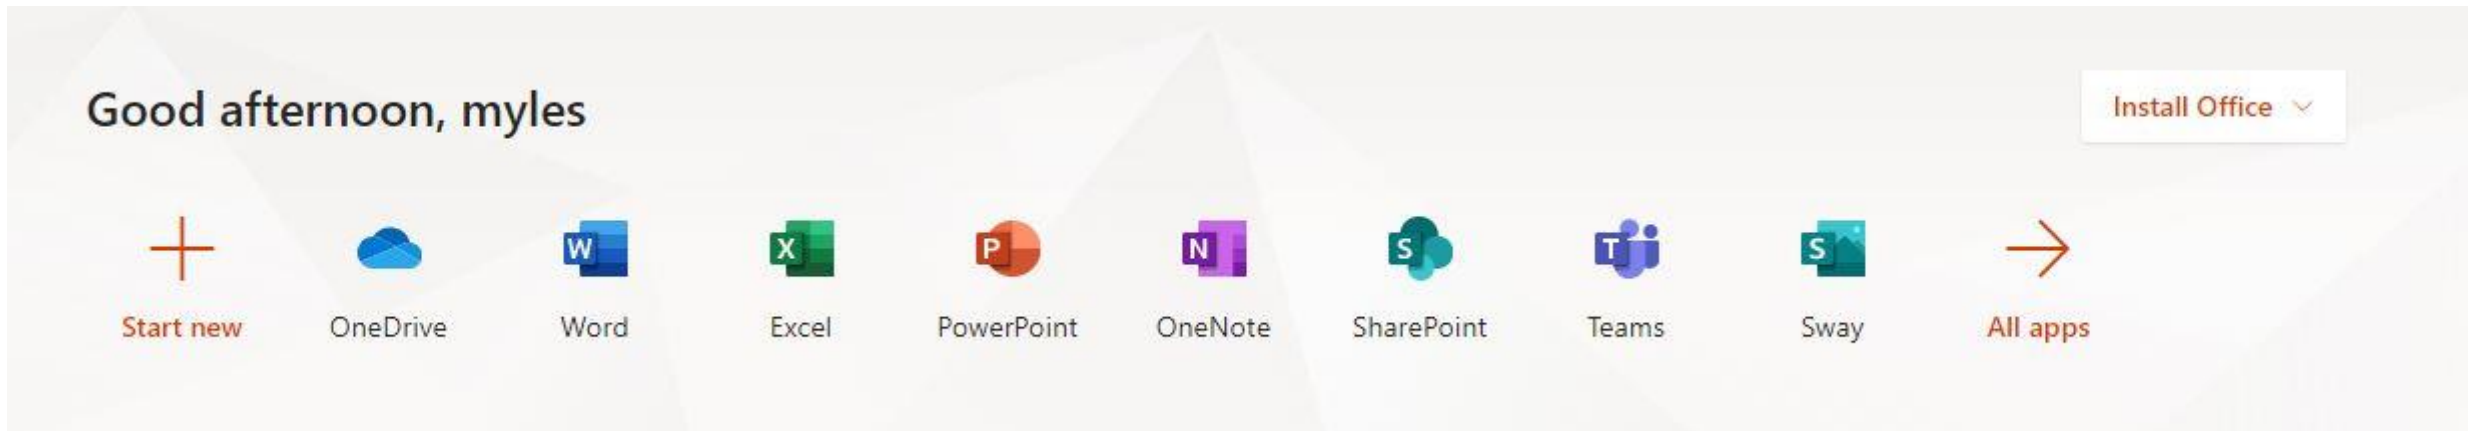 Good afternoon, myles
Install Office
W
X
P
N
S
T
S
Start new
OneDrive
Word
Excel
PowerPoint
OneNote
SharePoint
Teams
Sway
All apps